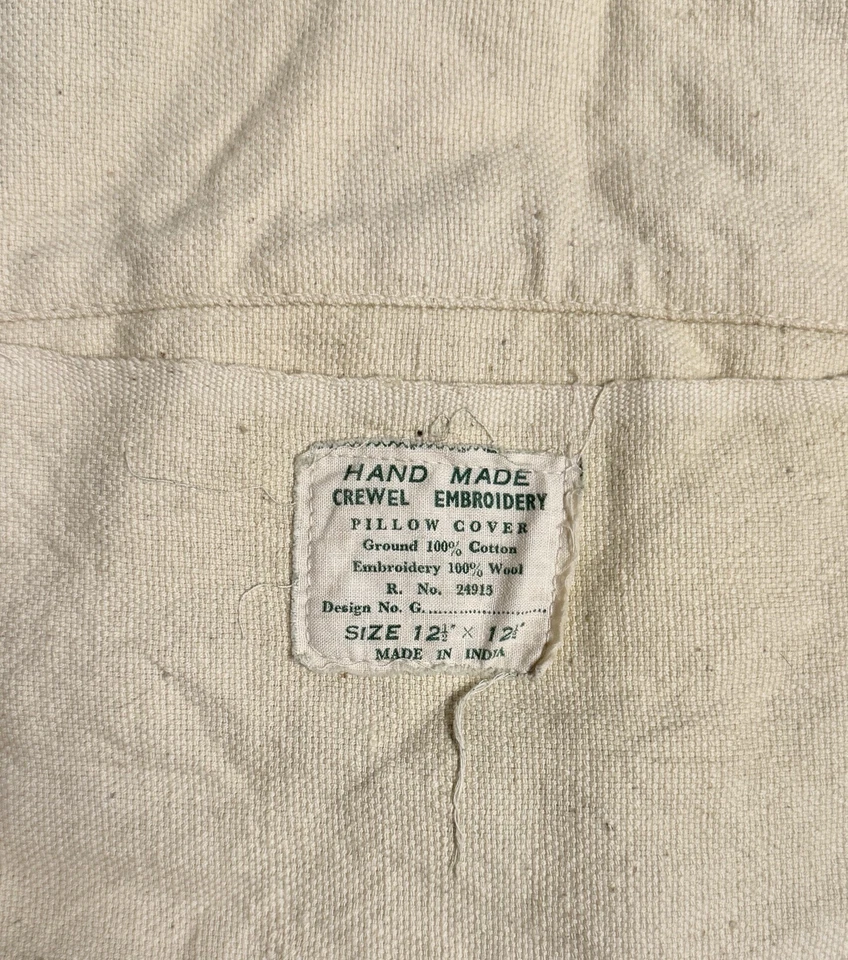 HAND MADE
CREWEL EMBROIDERY
PILLOW COVER
Ground 100% Cotton
Embroidery 100% Wool
R. No. 24915
Design No. G..........................
SIZE 12½" × 12½"
MADE IN INDIA